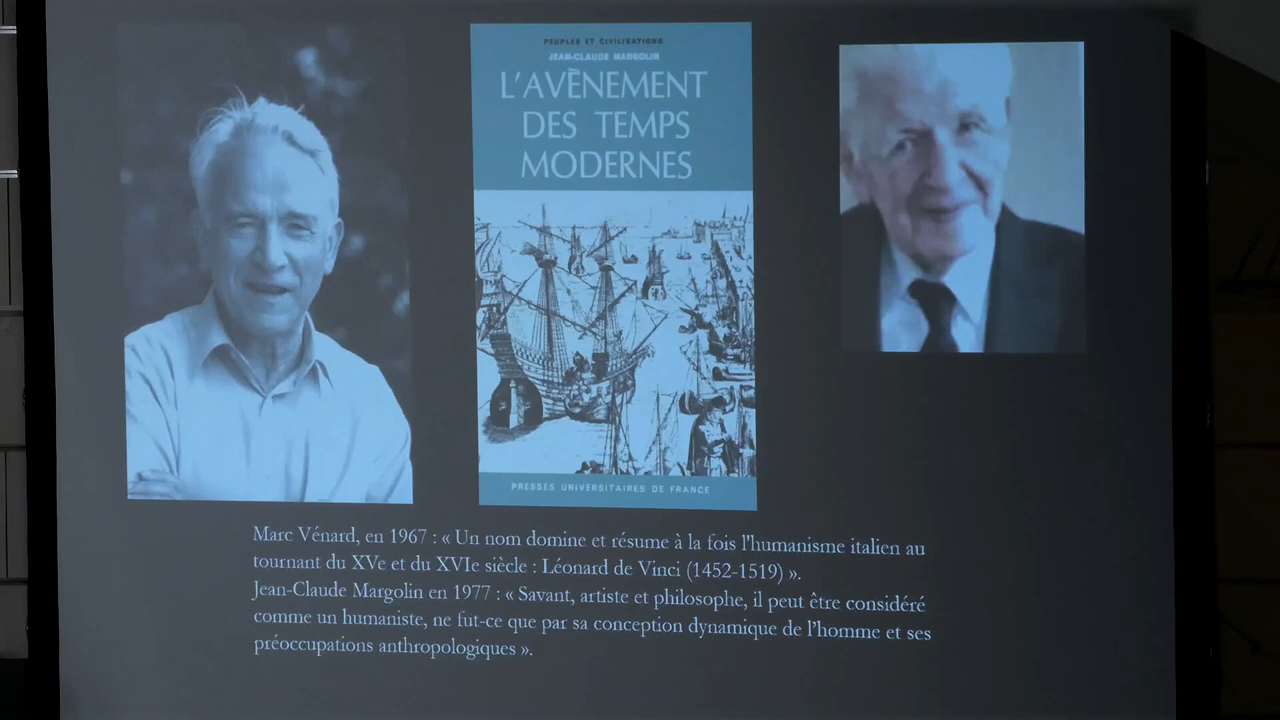 PEUPLES ET CIVILISATIONS
JEAN-CLAUDE MARGOLIN
L'AVÈNEMENT
DES TEMPS
MODERNES
PRESSES UNIVERSITAIRES DE FRANCE
Marc Vénard, en 1967 : « Un nom domine et résume à la fois l'humanisme italien au
tournant du XVe et du XVIe siècle : Léonard de Vinci (1452-1519) ».
Jean-Claude Margolin en 1977 : « Savant, artiste et philosophe, il peut être considéré
comme un humaniste, ne fut-ce que par sa conception dynamique de l'homme et ses
préoccupations anthropologiques ».